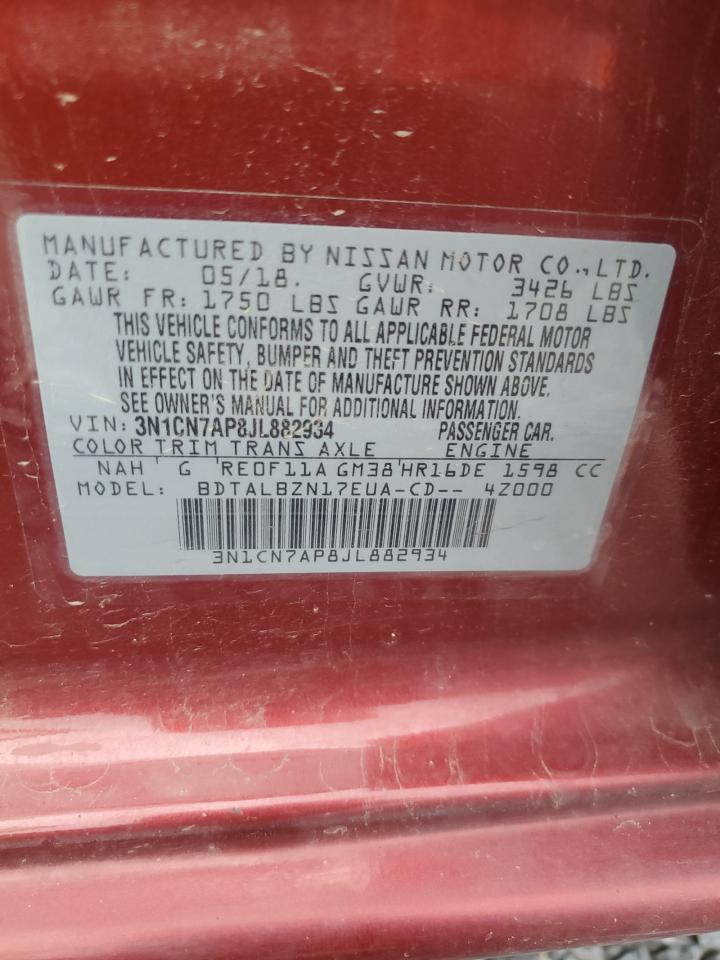 MANUFACTURED BY NISSAN MOTOR CO., LTD.
DATE: 05/18. GVWR: 3426 LBS
GAWR FR: 1750 LBS GAWR RR: 1708 LBS
THIS VEHICLE CONFORMS TO ALL APPLICABLE FEDERAL MOTOR
VEHICLE SAFETY, BUMPER AND THEFT PREVENTION STANDARDS
IN EFFECT ON THE DATE OF MANUFACTURE SHOWN ABOVE.
SEE OWNER'S MANUAL FOR ADDITIONAL INFORMATION.
VIN: 3N1CN7AP8JL882934 PASSENGER CAR.
COLOR TRIM TRANS AXLE ENGINE
NAH G RE0F11A GM38 HR16DE 1598 CC
MODEL: BDTALBZN17EUA-CD-- 4Z000
3N1CN7AP8JL882934